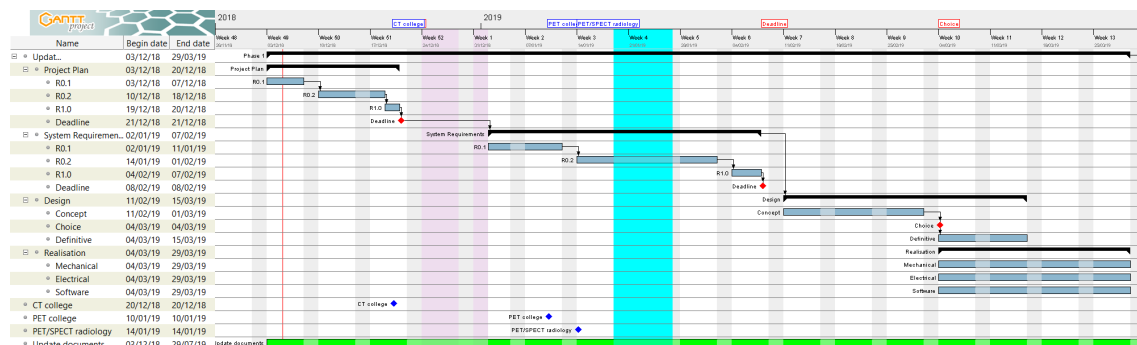 GANTT
project
2018
2019
CT college
PET colle
PET/SPECT radiology
Deadline
Choice
Name Begin date End date
Week 48 Week 49 Week 50 Week 51 Week 52 Week 1 Week 2 Week 3 Week 4 Week 5 Week 6 Week 7 Week 8 Week 9 Week 10 Week 11 Week 12 Week 13
Updat... 03/12/18 29/03/19
Phase 1
Project Plan 03/12/18 20/12/18
Project Plan
R0.1 03/12/18 07/12/18
R0.1
R0.2 10/12/18 18/12/18
R0.2
R1.0 19/12/18 20/12/18
R1.0
Deadline 21/12/18 21/12/18
Deadline
System Requiremen... 02/01/19 07/02/19
System Requirements
R0.1 02/01/19 11/01/19
R0.1
R0.2 14/01/19 01/02/19
R0.2
R1.0 04/02/19 07/02/19
R1.0
Deadline 08/02/19 08/02/19
Deadline
Design 11/02/19 15/03/19
Design
Concept 11/02/19 01/03/19
Concept
Choice 04/03/19 04/03/19
Choice
Definitive 04/03/19 15/03/19
Definitive
Realisation 04/03/19 29/03/19
Realisation
Mechanical 04/03/19 29/03/19
Mechanical
Electrical 04/03/19 29/03/19
Electrical
Software 04/03/19 29/03/19
Software
CT college 20/12/18 20/12/18
CT college
PET college 10/01/19 10/01/19
PET college
PET/SPECT radiology 14/01/19 14/01/19
PET/SPECT radiology
Update documents 03/12/18 29/07/19
pdate documents